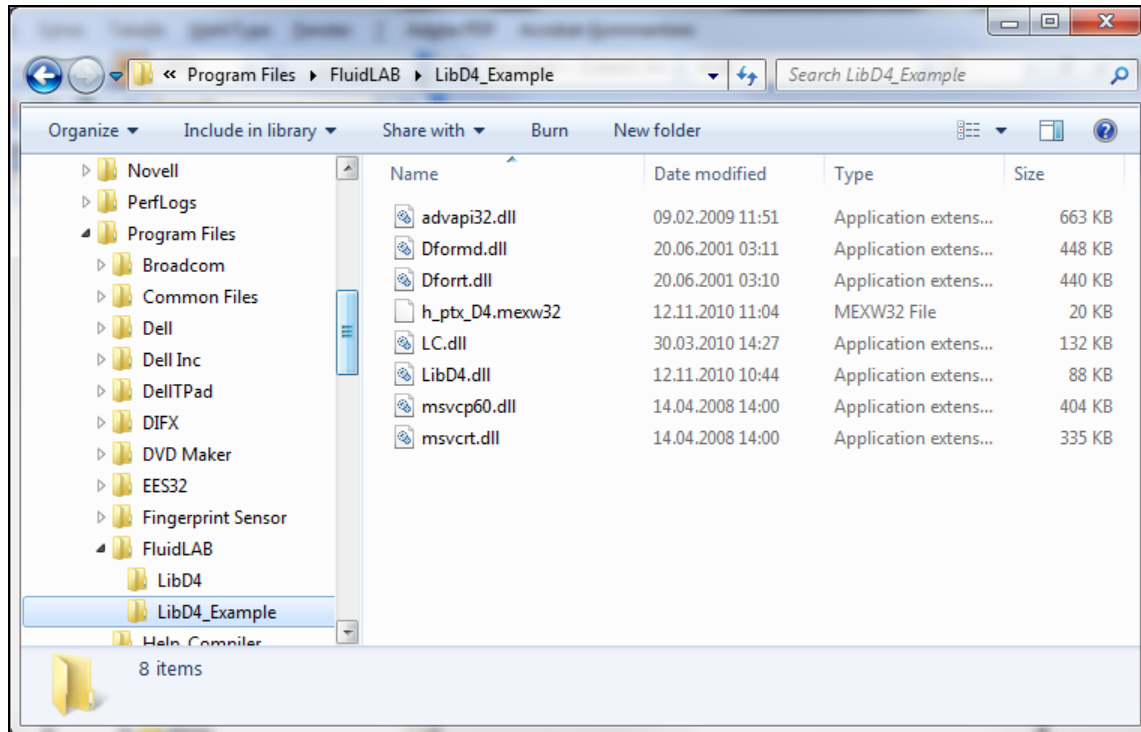 « Program Files ▸ FluidLAB ▸ LibD4_Example Search LibD4_Example
Organize Include in library Share with Burn New folder
Novell
PerfLogs
Program Files
Broadcom
Common Files
Dell
Dell Inc
DellTPad
DIFX
DVD Maker
EES32
Fingerprint Sensor
FluidLAB
LibD4
LibD4_Example
Help_Compiler
Name Date modified Type Size
advapi32.dll 09.02.2009 11:51 Application extens... 663 KB
Dformd.dll 20.06.2001 03:11 Application extens... 448 KB
Dforrt.dll 20.06.2001 03:10 Application extens... 440 KB
h_ptx_D4.mexw32 12.11.2010 11:04 MEXW32 File 20 KB
LC.dll 30.03.2010 14:27 Application extens... 132 KB
LibD4.dll 12.11.2010 10:44 Application extens... 88 KB
msvcp60.dll 14.04.2008 14:00 Application extens... 404 KB
msvcrt.dll 14.04.2008 14:00 Application extens... 335 KB
8 items